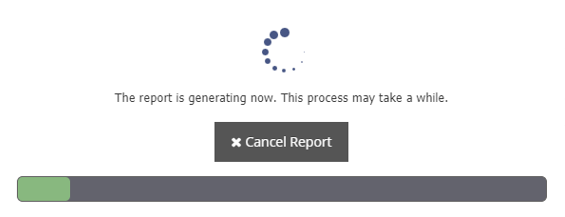 The report is generating now. This process may take a while.
✖ Cancel Report